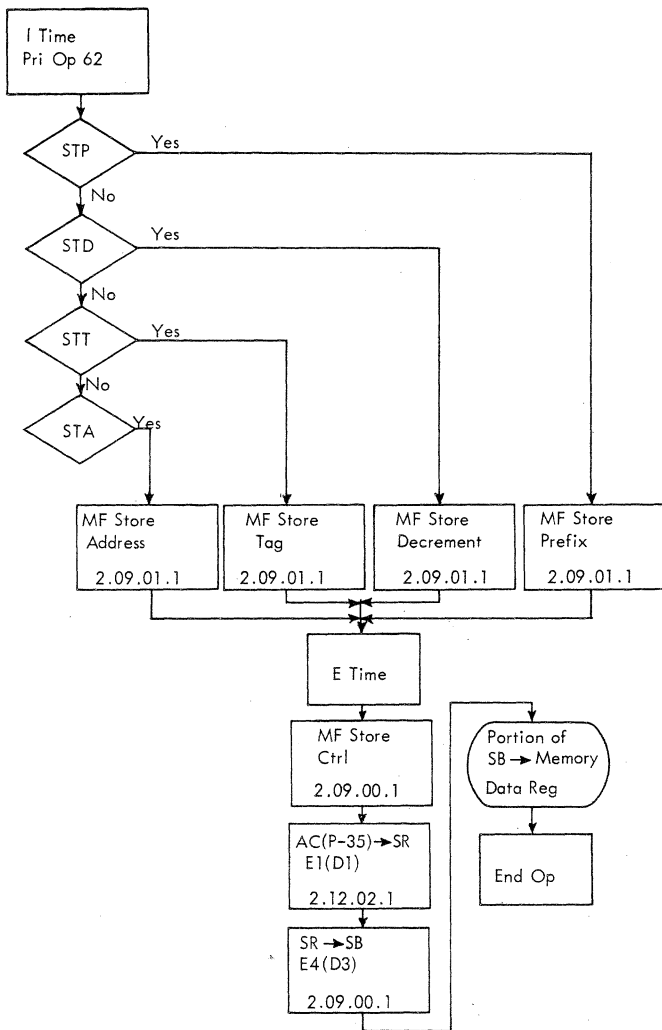 I Time
Pri Op 62
STP
Yes
No
STD
Yes
No
STT
Yes
No
STA
Yes
MF Store
Address
2.09.01.1
MF Store
Tag
2.09.01.1
MF Store
Decrement
2.09.01.1
MF Store
Prefix
2.09.01.1
E Time
MF Store
Ctrl
2.09.00.1
AC(P-35)→SR
E1(D1)
2.12.02.1
SR→SB
E4(D3)
2.09.00.1
Portion of
SB→Memory
Data Reg
End Op